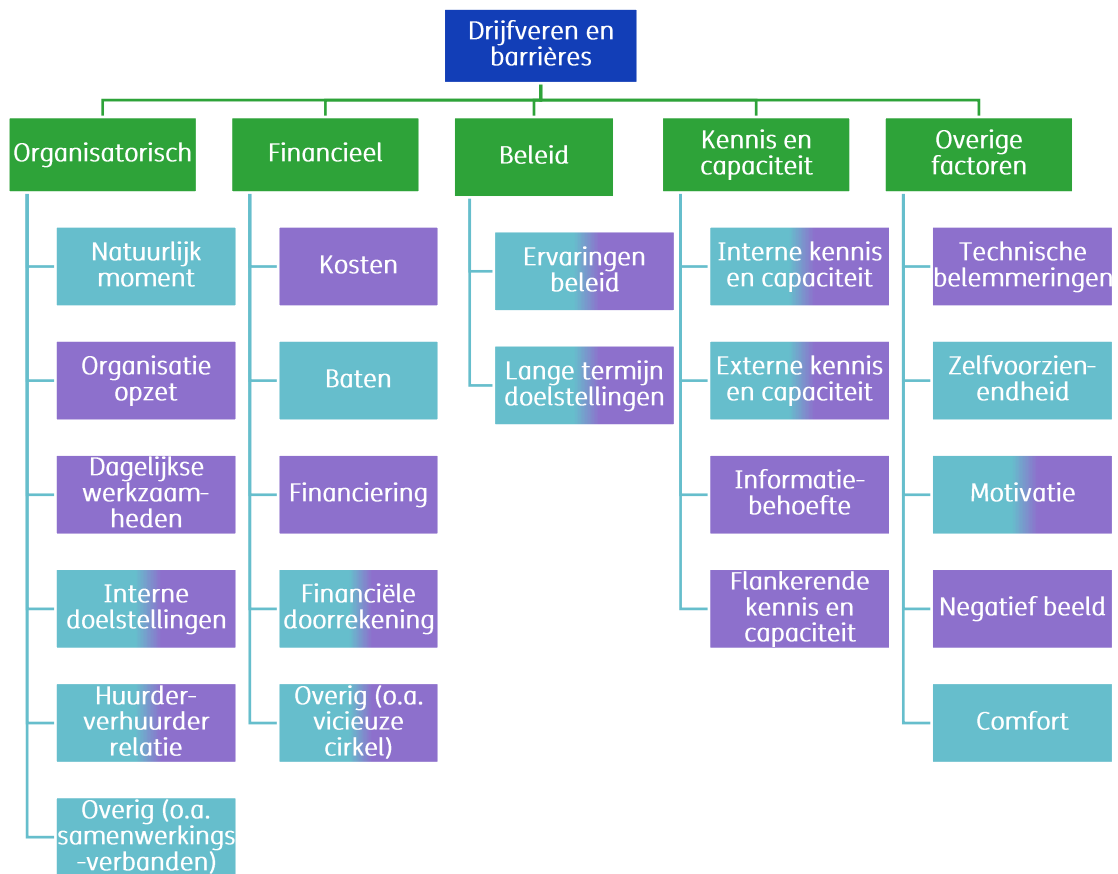 Drijfveren en
barrières
Organisatorisch
Natuurlijk
moment
Organisatie
opzet
Dagelijkse
werkzaam-
heden
Interne
doelstellingen
Huurder-
verhuurder
relatie
Overig (o.a.
samenwerkings
-verbanden)
Financieel
Kosten
Baten
Financiering
Financiële
doorrekening
Overig (o.a.
vicieuze
cirkel)
Beleid
Ervaringen
beleid
Lange termijn
doelstellingen
Kennis en
capaciteit
Interne kennis
en capaciteit
Externe kennis
en capaciteit
Informatie-
behoefte
Flankerende
kennis en
capaciteit
Overige
factoren
Technische
belemmeringen
Zelfvoorzien-
endheid
Motivatie
Negatief beeld
Comfort